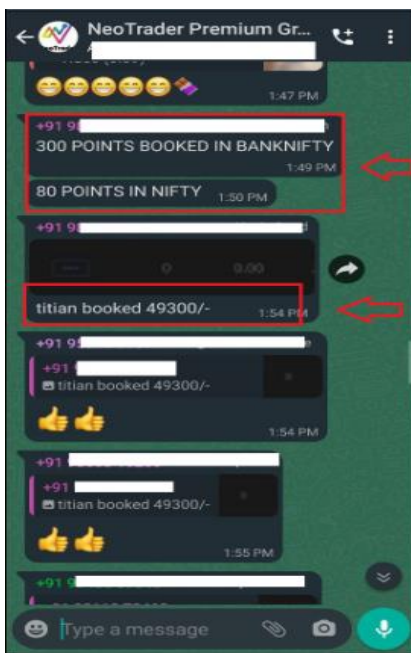 NeoTrader Premium Gr...
1:47 PM
+91 9
300 POINTS BOOKED IN BANKNIFTY
1:49 PM
80 POINTS IN NIFTY 1:50 PM
+91 9
0 0.00
titian booked 49300/-
1:54 PM
+91 9
+91
titian booked 49300/-
1:54 PM
+91 9
+91
titian booked 49300/-
1:55 PM
+91 9
Type a message